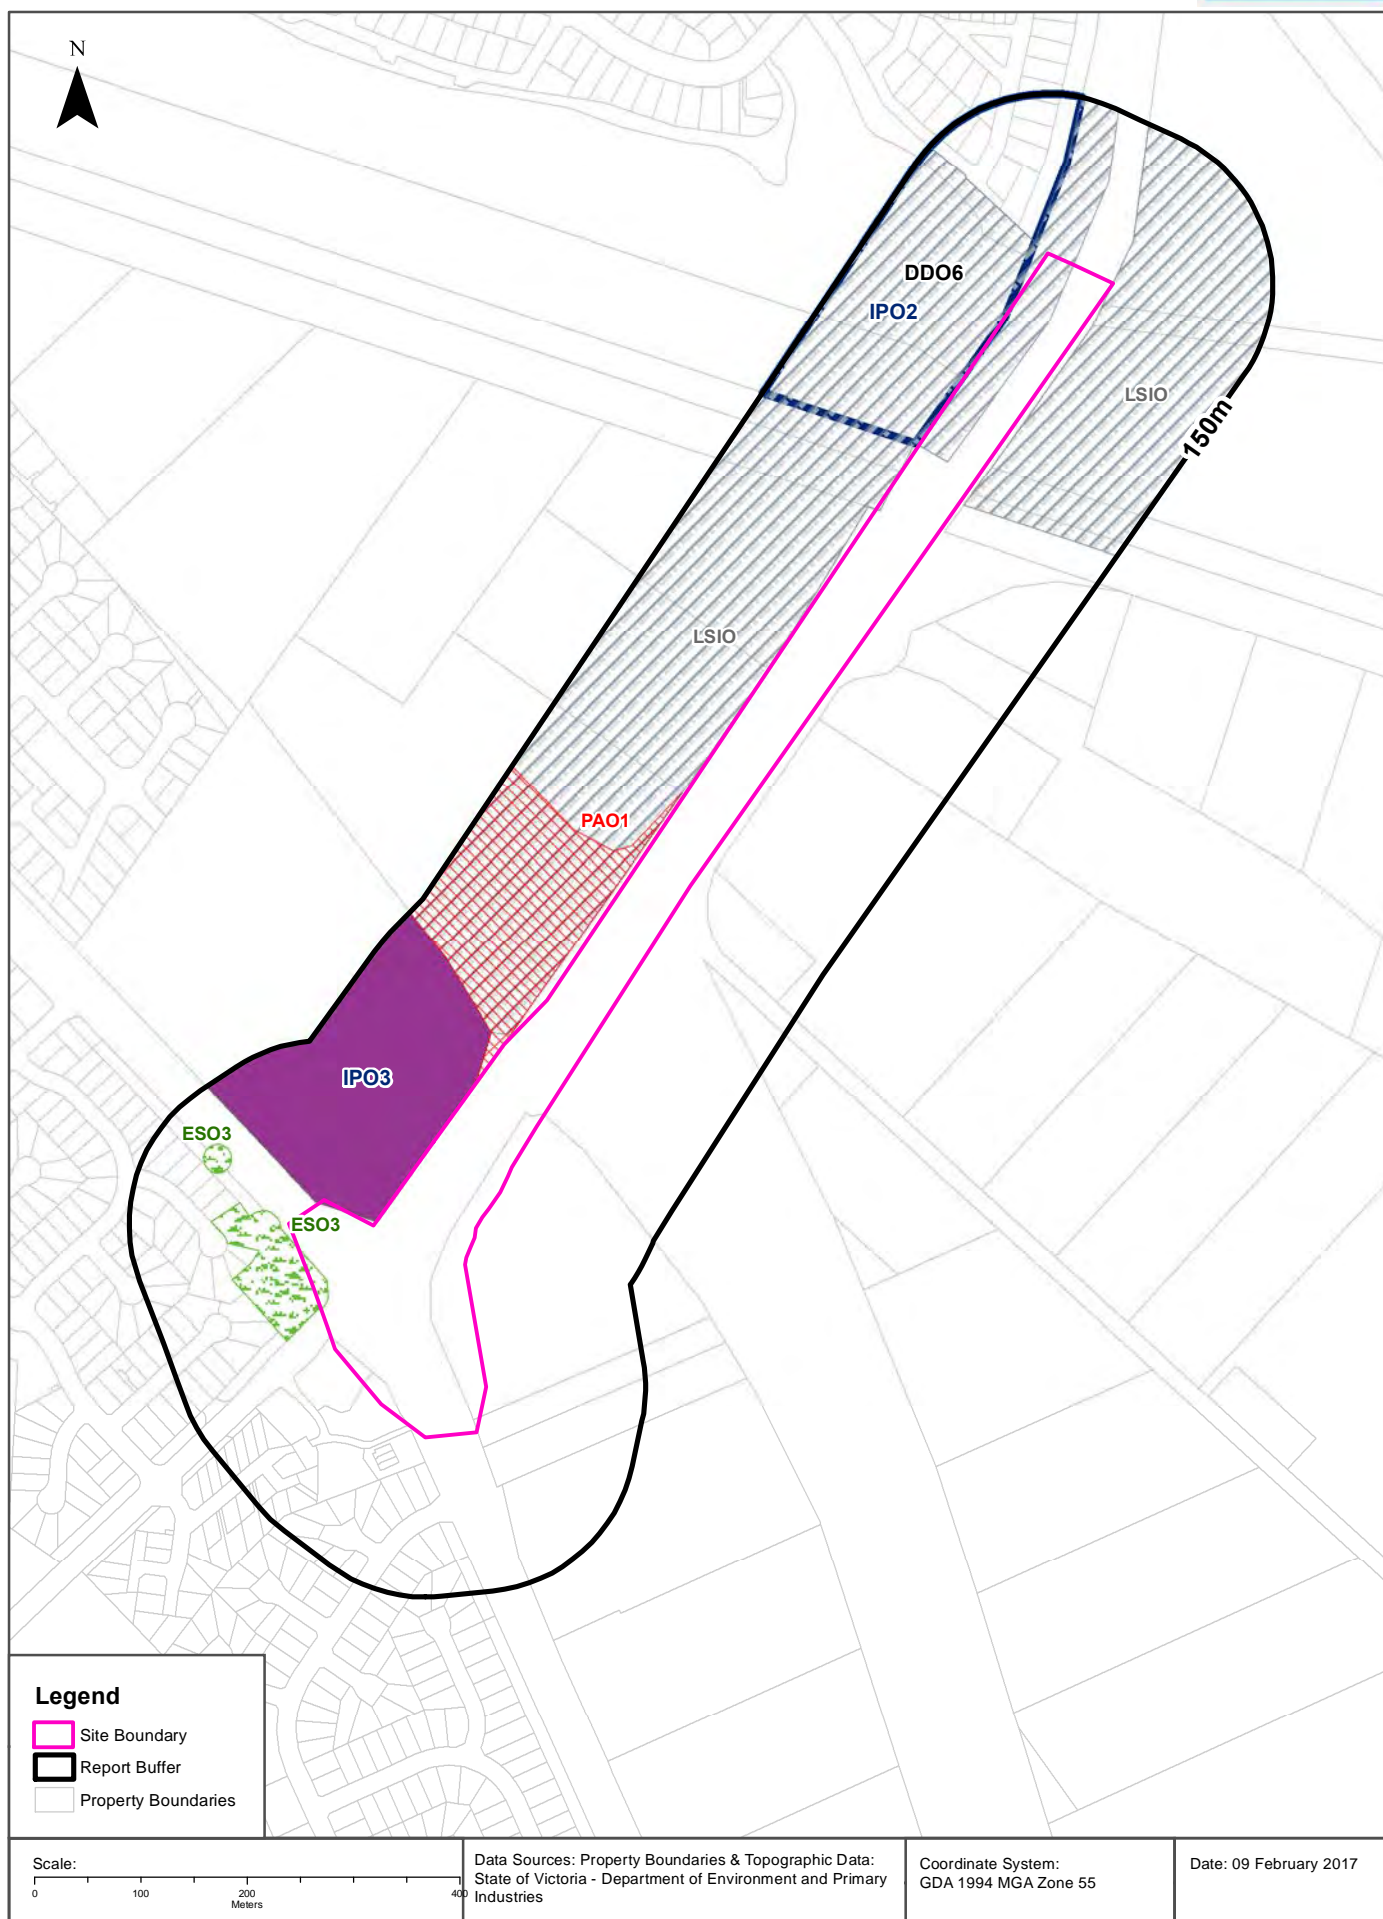 N
DDO6
IPO2
LSIO
150m
LSIO
PAO1
IPO3
ESO3
ESO3
Legend
Site Boundary
Report Buffer
Property Boundaries
Scale:
0 100 200 400
Meters
Data Sources: Property Boundaries & Topographic Data:
State of Victoria - Department of Environment and Primary
Industries
Coordinate System:
GDA 1994 MGA Zone 55
Date: 09 February 2017